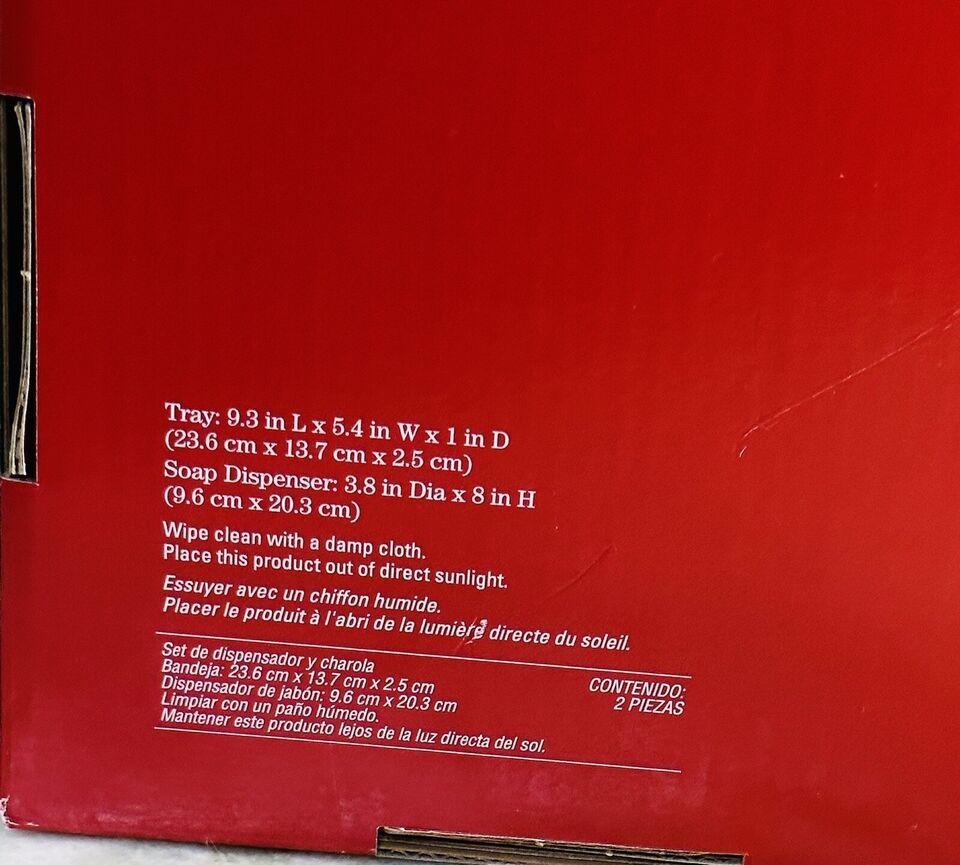 Tray: 9.3 in L x 5.4 in W x 1 in D
(23.6 cm x 13.7 cm x 2.5 cm)
Soap Dispenser: 3.8 in Dia x 8 in H
(9.6 cm x 20.3 cm)
Wipe clean with a damp cloth.
Place this product out of direct sunlight.
Essuyer avec un chiffon humide.
Placer le produit à l'abri de la lumière directe du soleil.
Set de dispensador y charola
Bandeja: 23.6 cm x 13.7 cm x 2.5 cm
Dispensador de jabón: 9.6 cm x 20.3 cm
Limpiar con un paño húmedo.
Mantener este producto lejos de la luz directa del sol.
CONTENIDO:
2 PIEZAS